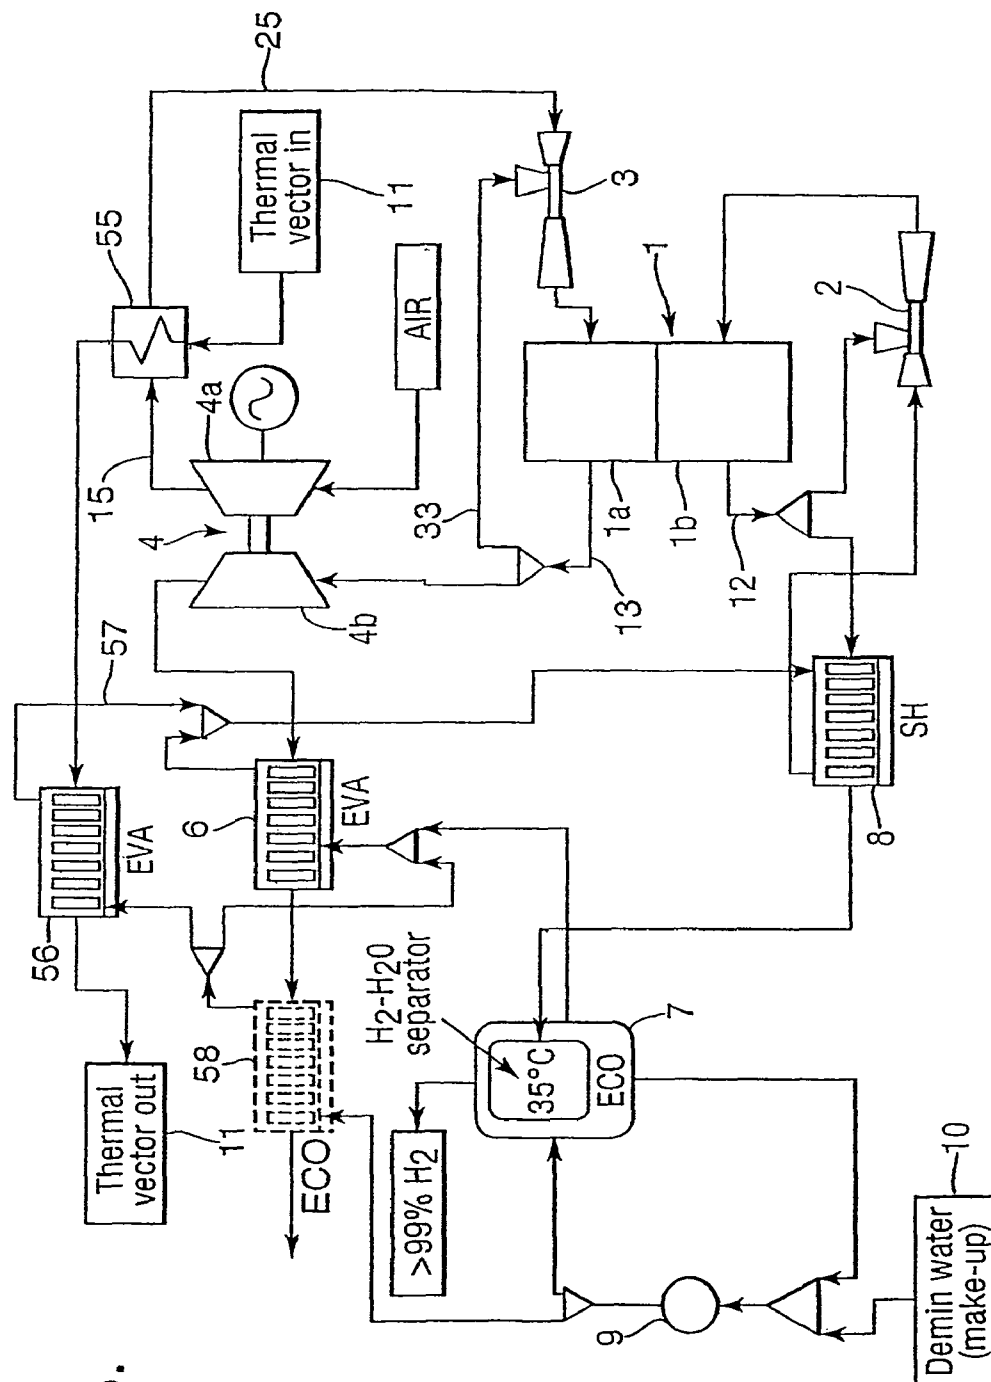 25
Thermal
vector in
11
55
3
AIR
1
2
15
4a
4
33
1a
1b
13
12
4b
57
6
EVA
EVA
56
SH
8
H2-H2O
separator
7
58
35°C
ECO
Thermal
vector out
11
ECO
>99% H2
10
9
Demin water
(make-up)